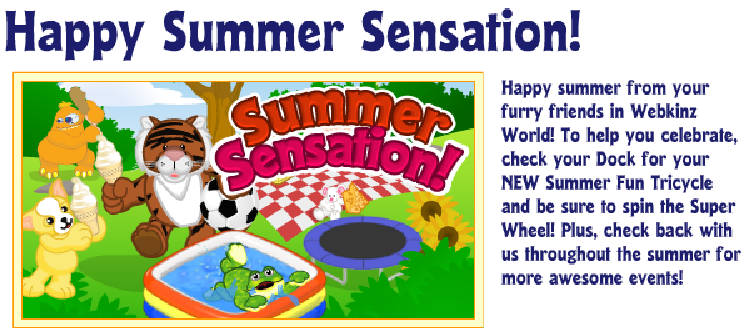 Happy Summer Sensation!
Summer
Sensation!
Happy summer from your
furry friends in Webkinz
World! To help you celebrate,
check your Dock for your
NEW Summer Fun Tricycle
and be sure to spin the Super
Wheel! Plus, check back with
us throughout the summer for
more awesome events!